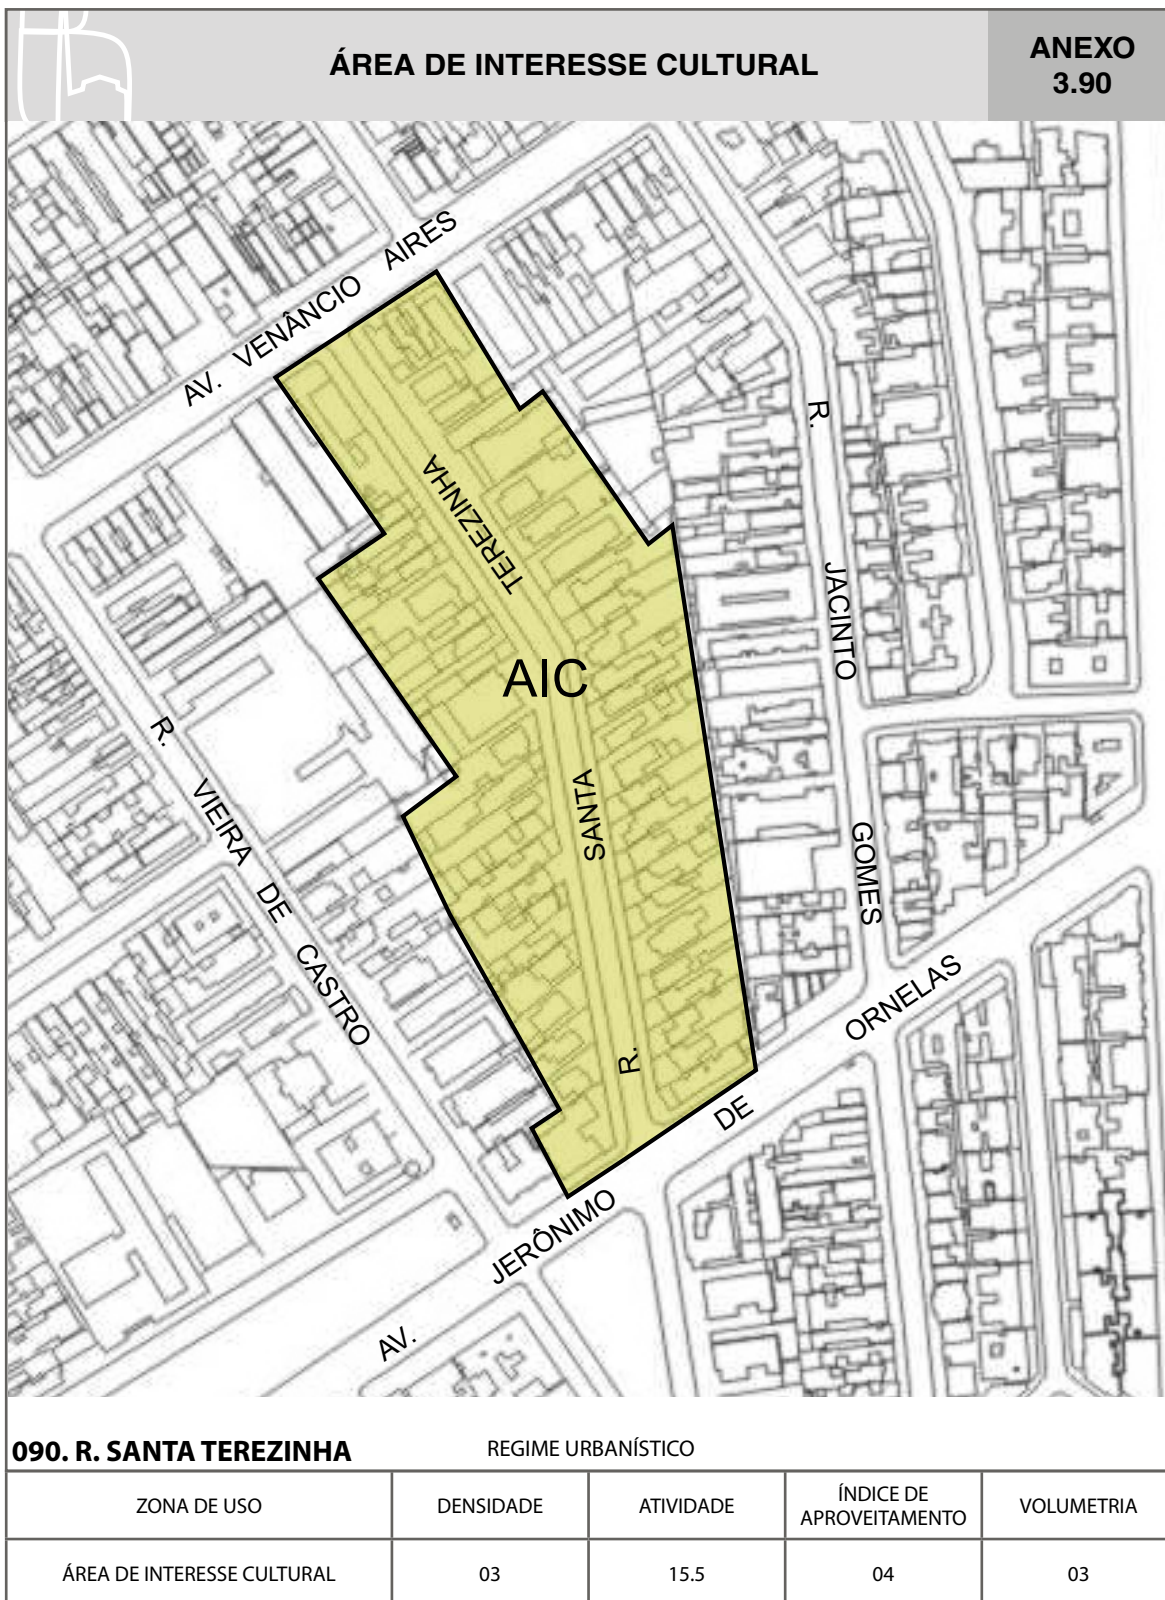 ÁREA DE INTERESSE CULTURAL
ANEXO
3.90
AV. VENÂNCIO AIRES
R. JACINTO GOMES
R. SANTA TEREZINHA
AIC
R. VIEIRA DE CASTRO
AV. JERÔNIMO DE ORNELAS
090. R. SANTA TEREZINHA
REGIME URBANÍSTICO
ZONA DE USO
DENSIDADE
ATIVIDADE
ÍNDICE DE
APROVEITAMENTO
VOLUMETRIA
ÁREA DE INTERESSE CULTURAL
03
15.5
04
03